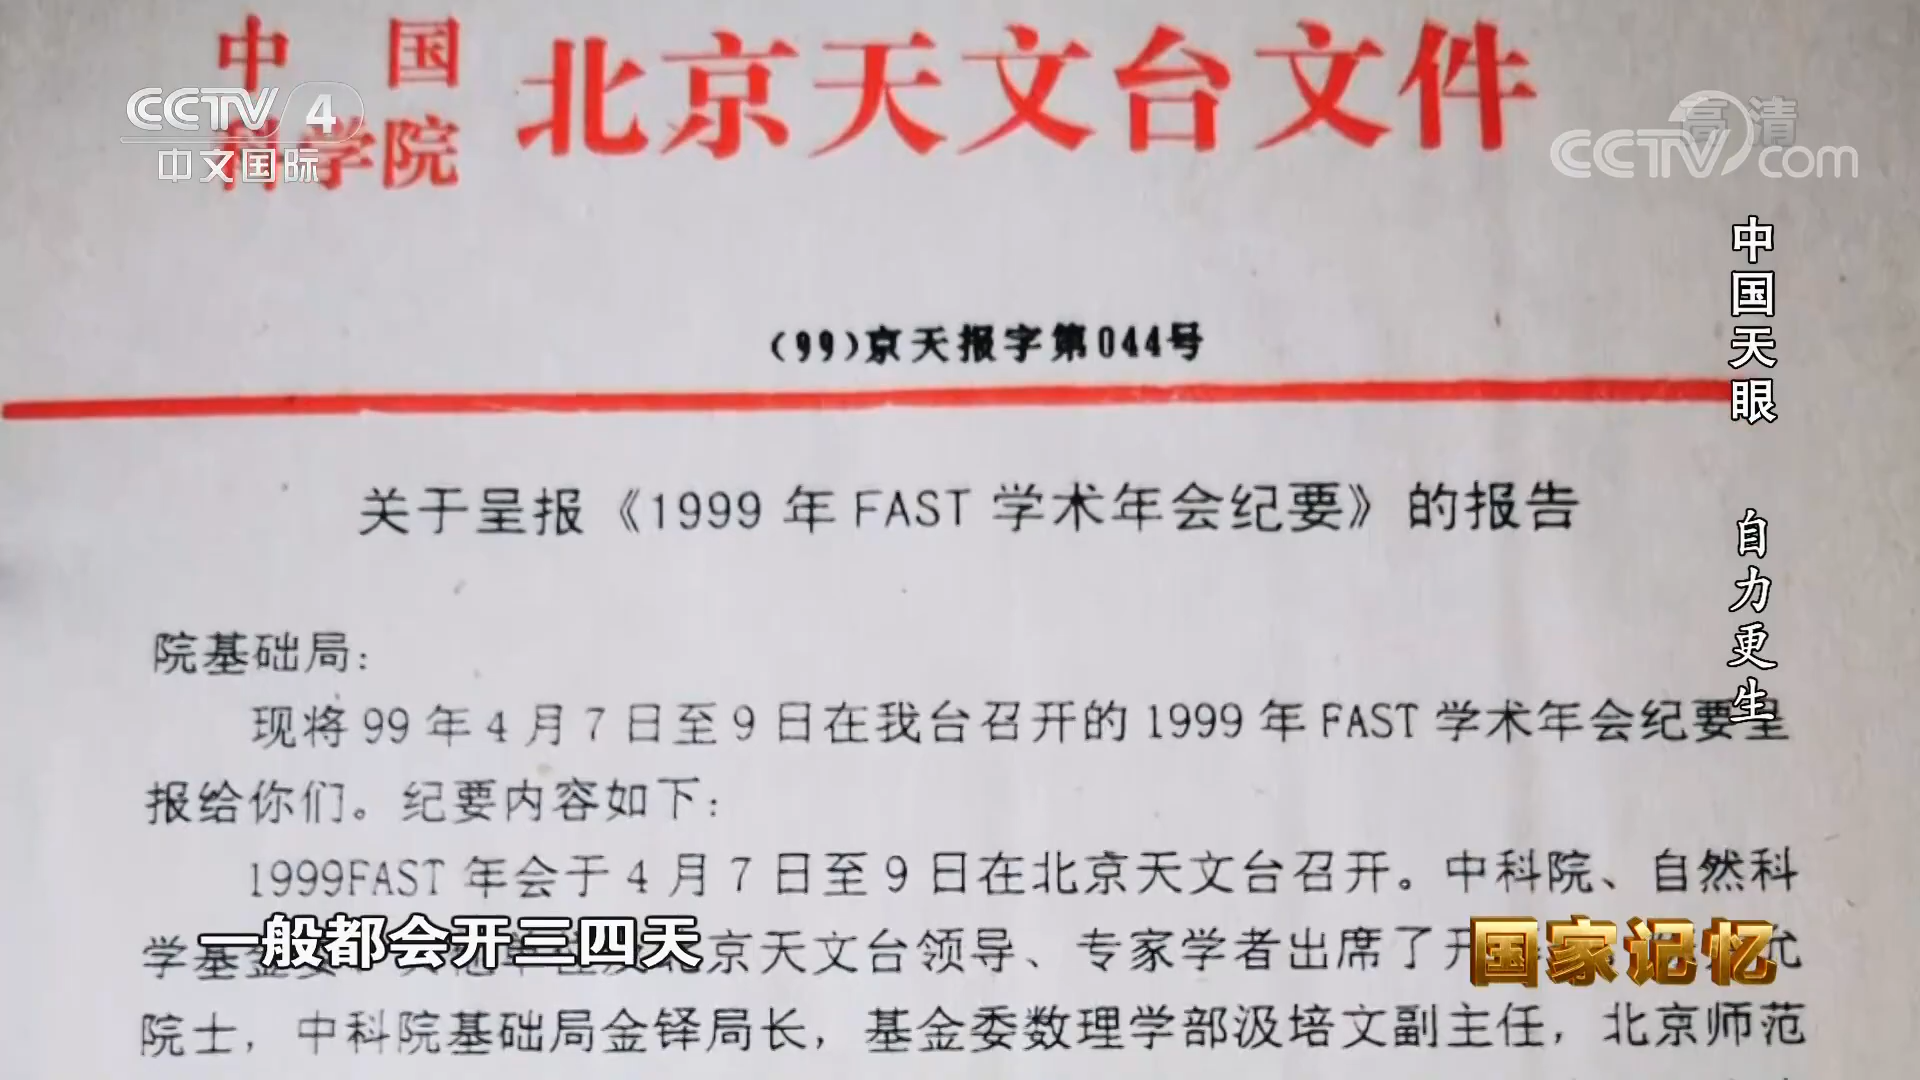 中国
科学院
北京天文台文件
CCTV 4
中文国际
高清
CCTV.com
(99)京天报字第044号
中国天眼 自力更生
关于呈报《1999年FAST学术年会纪要》的报告
院基础局:
现将99年4月7日至9日在我台召开的1999年FAST学术年会纪要呈
报给你们。纪要内容如下:
1999FAST年会于4月7日至9日在北京天文台召开。中科院、自然科
学基金委、北京天文台领导、专家学者出席了开
院士，中科院基础局金铎局长，基金委数理学部汲培文副主任，北京师范
一般都会开三四天
国家记忆